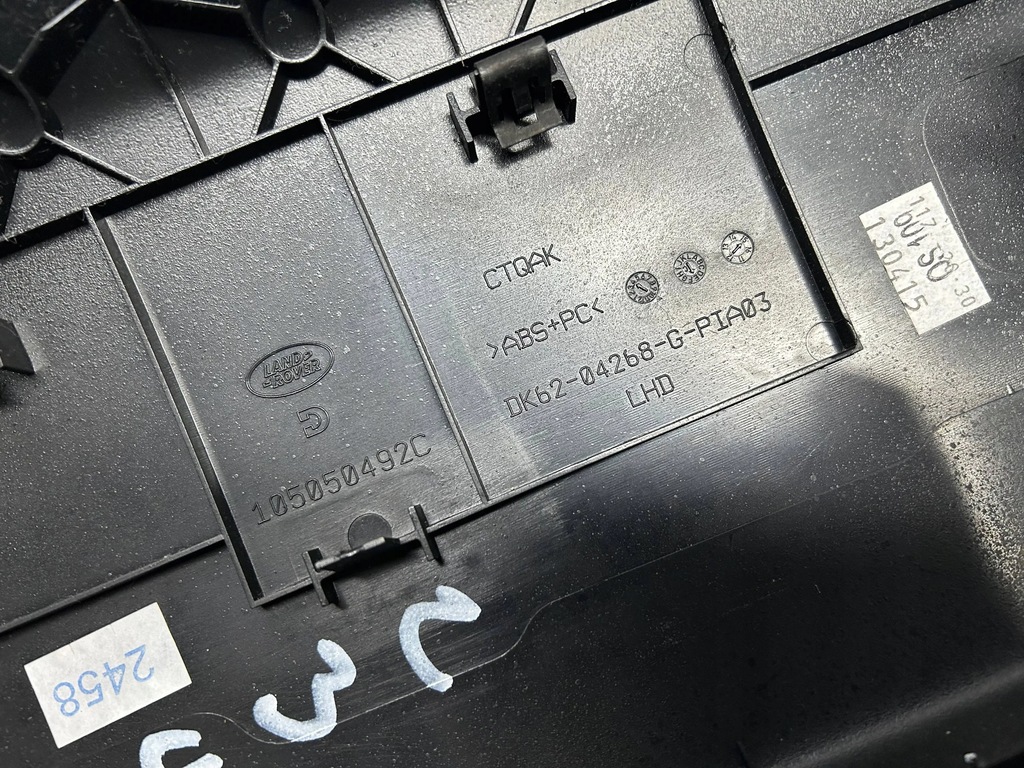 CTQAK
>ABS+PC<
DK62-04268-G-PIA03
LHD
LAND
ROVER
105050492C
130415
2458